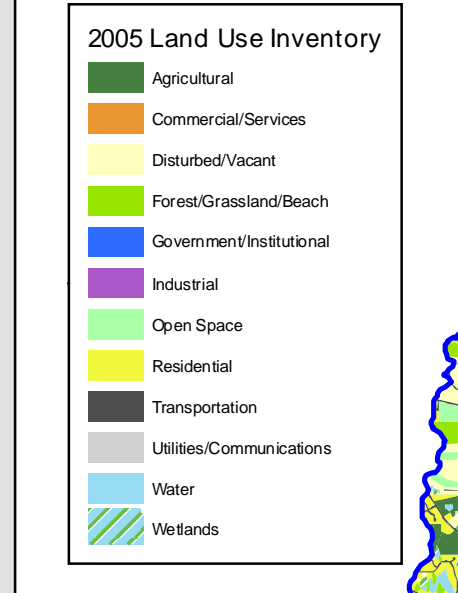 2005 Land Use Inventory
Agricultural
Commercial/Services
Disturbed/Vacant
Forest/Grassland/Beach
Government/Institutional
Industrial
Open Space
Residential
Transportation
Utilities/Communications
Water
Wetlands